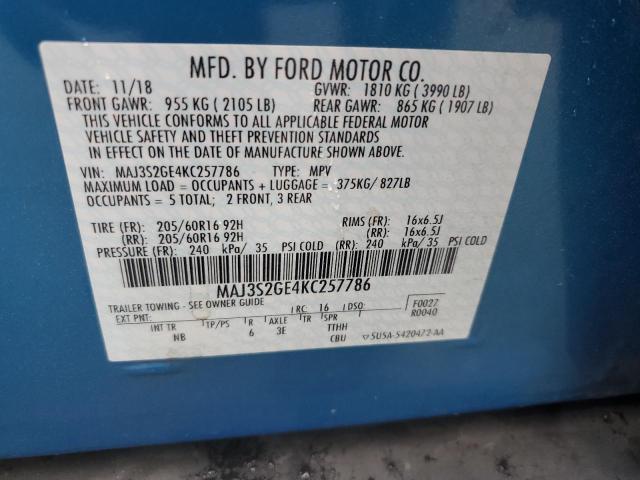 MFD. BY FORD MOTOR CO.
DATE: 11/18 GVWR: 1810 KG ( 3990 LB)
FRONT GAWR: 955 KG ( 2105 LB) REAR GAWR: 865 KG ( 1907 LB)
THIS VEHICLE CONFORMS TO ALL APPLICABLE FEDERAL MOTOR
VEHICLE SAFETY AND THEFT PREVENTION STANDARDS
IN EFFECT ON THE DATE OF MANUFACTURE SHOWN ABOVE.
VIN: MAJ3S2GE4KC257786 TYPE: MPV
MAXIMUM LOAD = OCCUPANTS + LUGGAGE = 375KG/ 827LB
OCCUPANTS = 5 TOTAL; 2 FRONT, 3 REAR
TIRE (FR): 205/60R16 92H RIMS (FR): 16x6.5J
(RR): 205/60R16 92H (RR): 16x6.5J
PRESSURE (FR): 240 kPa/ 35 PSI COLD (RR): 240 kPa/ 35 PSI COLD
MAJ3S2GE4KC257786
TRAILER TOWING - SEE OWNER GUIDE
EXT PNT: RC: 16 DSO: F0027
R0040
INT TR TP/PS R AXLE TR SPR TTHH
NB 6 3E CBU
5U5A-5420472-AA